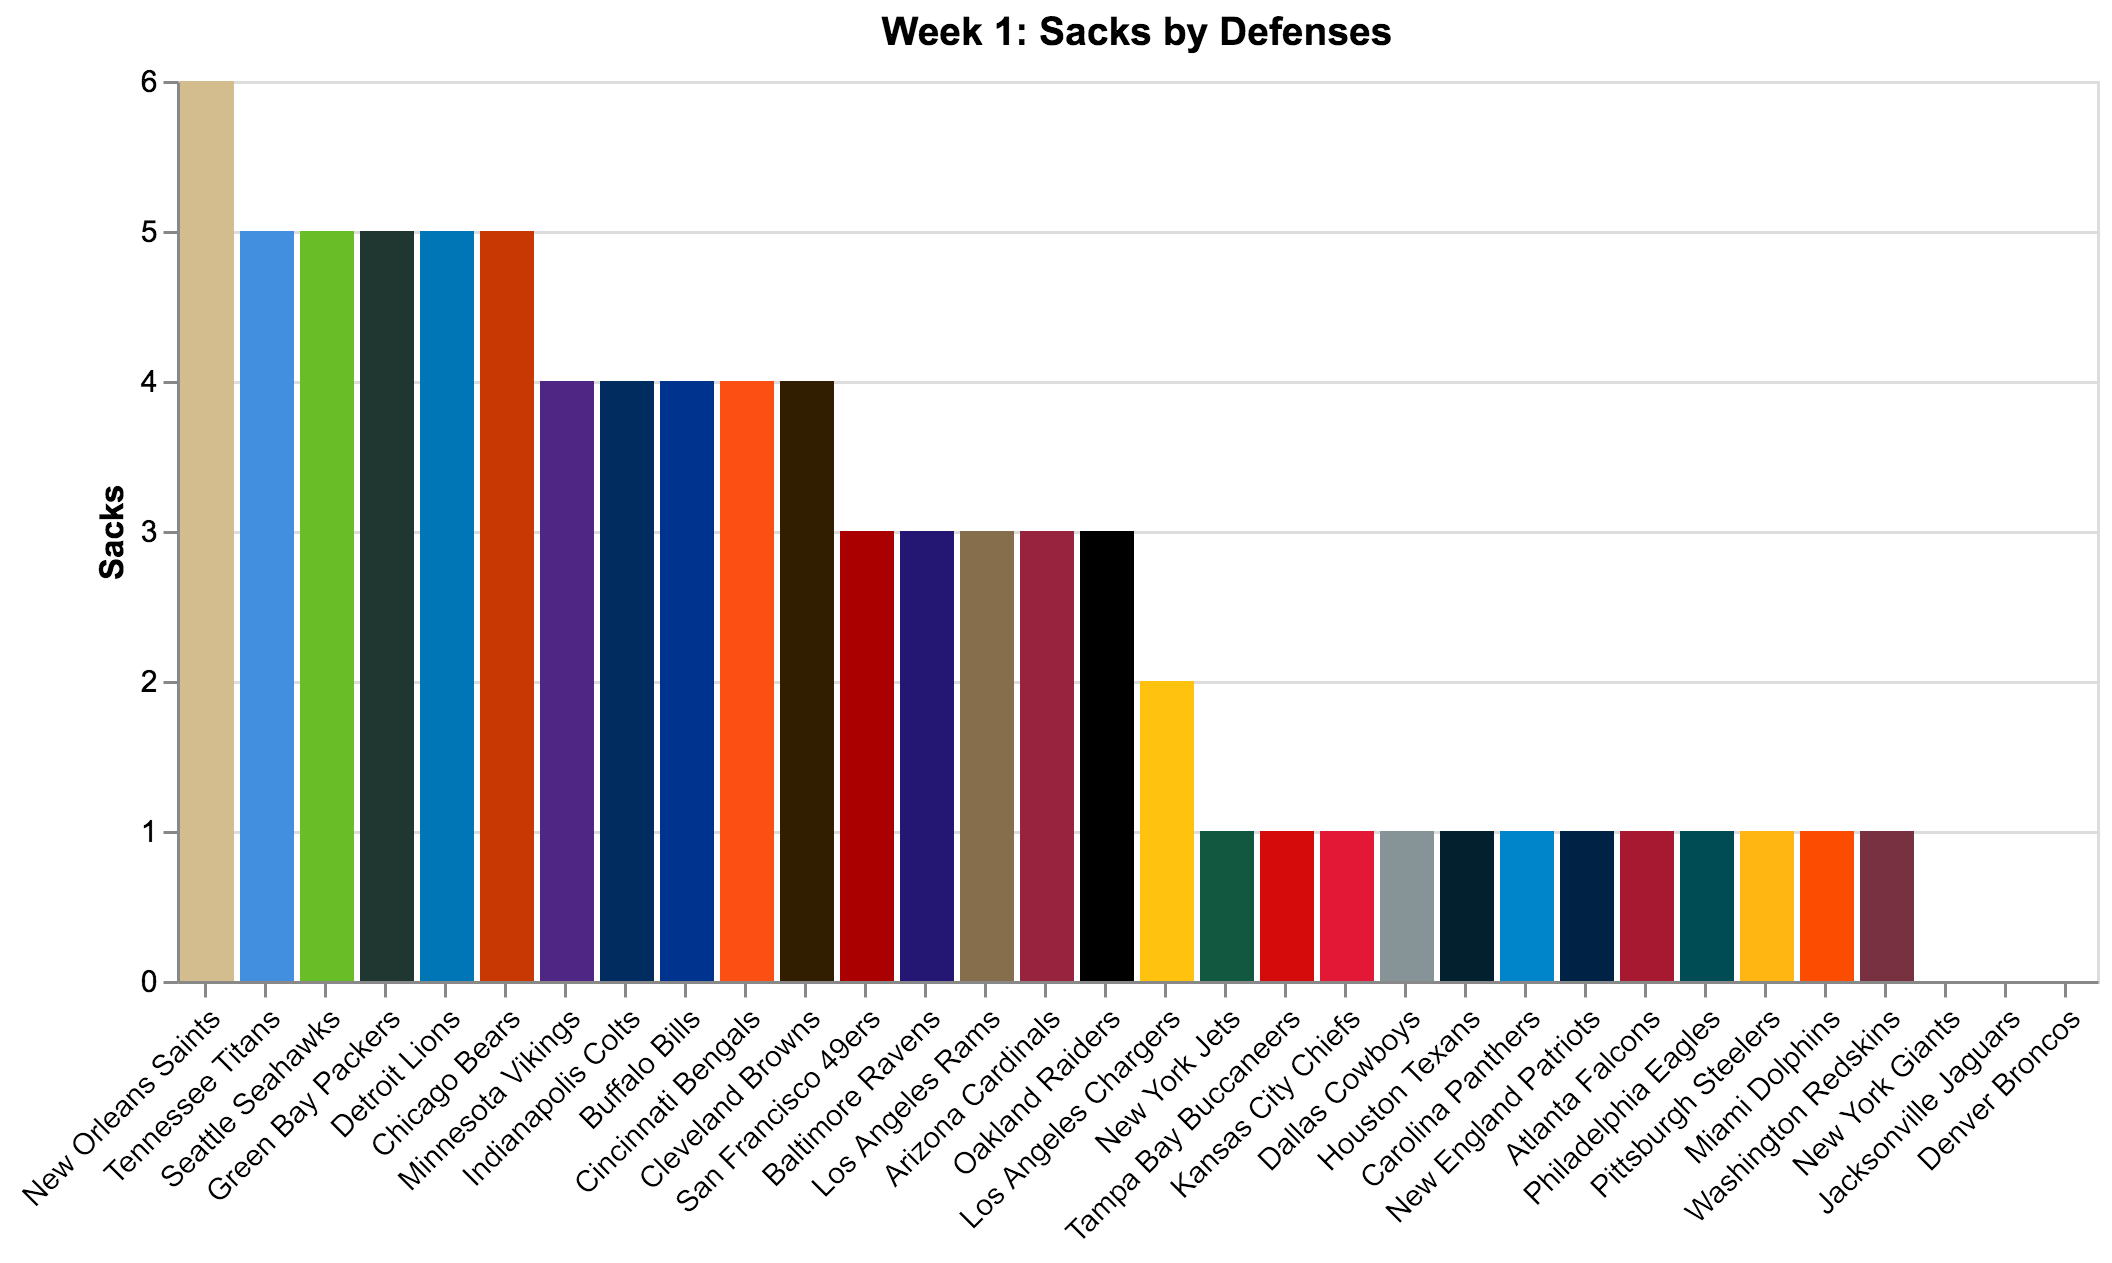 Week 1: Sacks by Defenses
6
5
4
3
2
1
0
Sacks
New Orleans Saints
Tennessee Titans
Seattle Seahawks
Green Bay Packers
Detroit Lions
Chicago Bears
Minnesota Vikings
Indianapolis Colts
Buffalo Bills
Cincinnati Bengals
Cleveland Browns
San Francisco 49ers
Baltimore Ravens
Los Angeles Rams
Arizona Cardinals
Oakland Raiders
Los Angeles Chargers
New York Jets
Tampa Bay Buccaneers
Kansas City Chiefs
Dallas Cowboys
Houston Texans
Carolina Panthers
New England Patriots
Atlanta Falcons
Philadelphia Eagles
Pittsburgh Steelers
Miami Dolphins
Washington Redskins
New York Giants
Jacksonville Jaguars
Denver Broncos